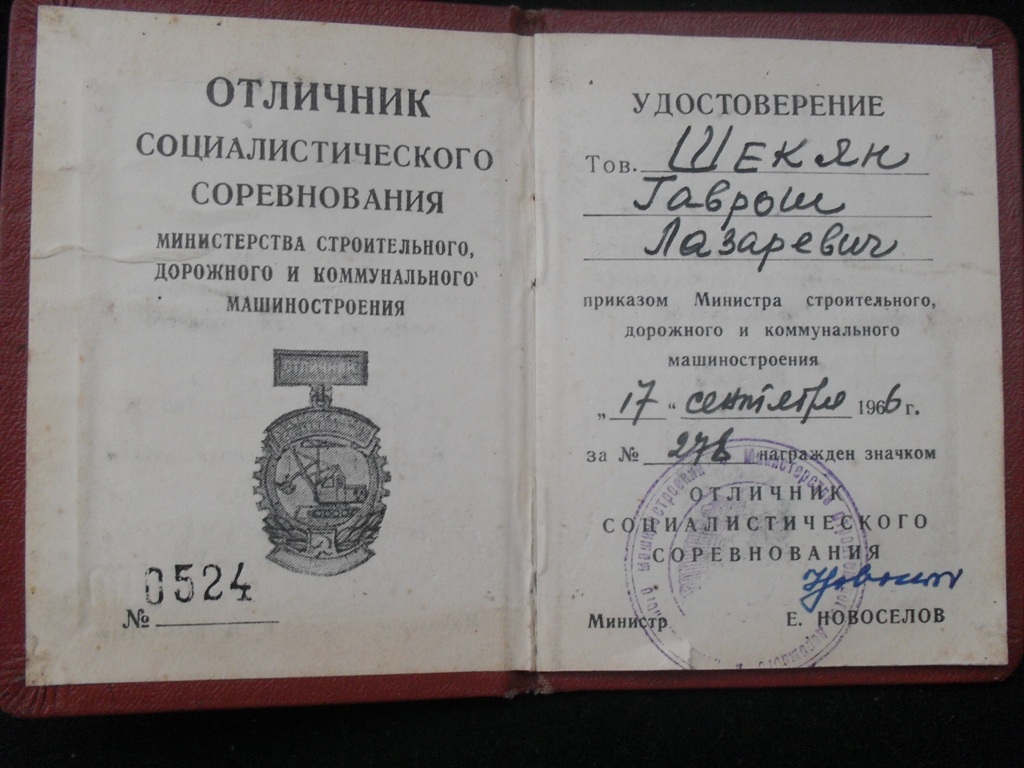 ОТЛИЧНИК
СОЦИАЛИСТИЧЕСКОГО
СОРЕВНОВАНИЯ
МИНИСТЕРСТВА СТРОИТЕЛЬНОГО,
ДОРОЖНОГО И КОММУНАЛЬНОГО
МАШИНОСТРОЕНИЯ
ОТЛИЧНИК
0524
№
УДОСТОВЕРЕНИЕ
Тов. ШЕКЯН
Гаврош
Лазаревич
приказом Министра строительного,
дорожного и коммунального
машиностроения
„17" сентября 1966 г.
за № 276 награжден значком
ОТЛИЧНИК
СОЦИАЛИСТИЧЕСКОГО
СОРЕВНОВАНИЯ
Министр Е. НОВОСЕЛОВ